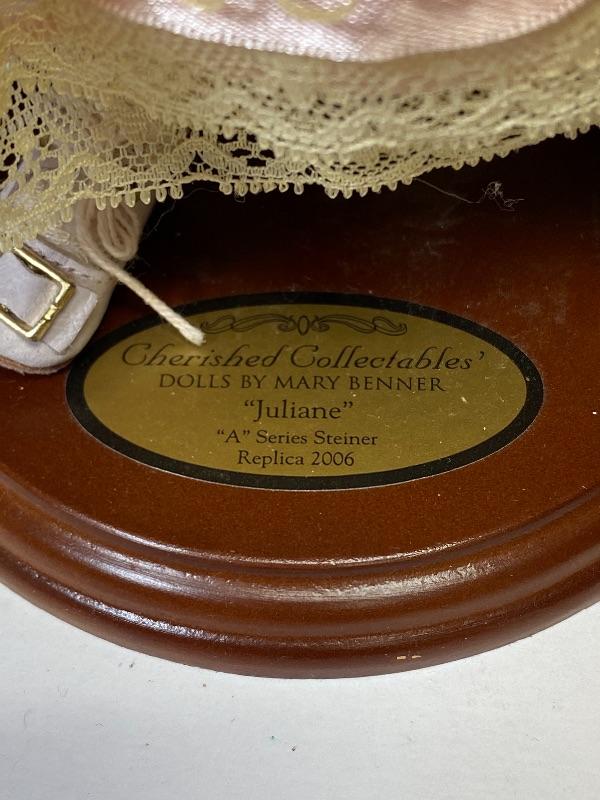 Cherished Collectables'
DOLLS BY MARY BENNER
"Juliane"
"A" Series Steiner
Replica 2006